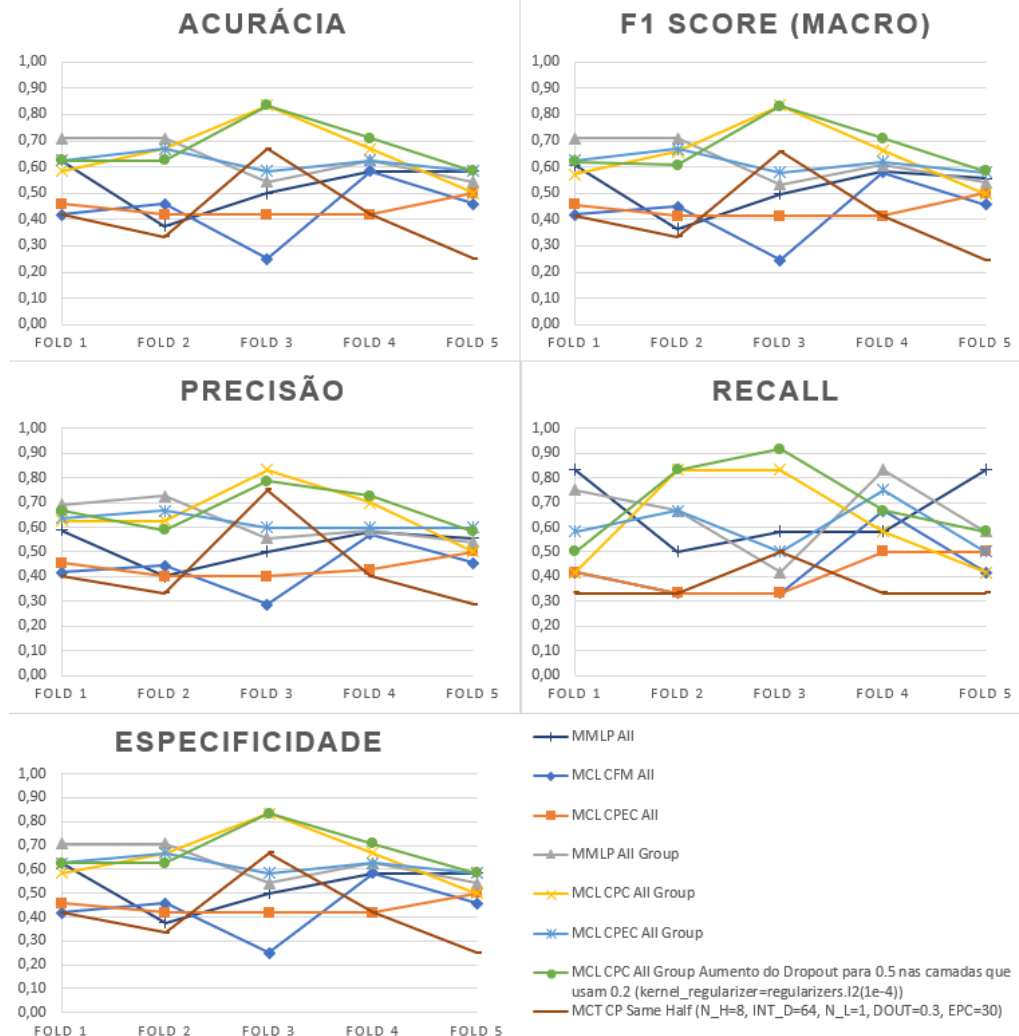 ACURÁCIA
1,00
0,90
0,80
0,70
0,60
0,50
0,40
0,30
0,20
0,10
0,00
FOLD 1 FOLD 2 FOLD 3 FOLD 4 FOLD 5
F1 SCORE (MACRO)
1,00
0,90
0,80
0,70
0,60
0,50
0,40
0,30
0,20
0,10
0,00
FOLD 1 FOLD 2 FOLD 3 FOLD 4 FOLD 5
PRECISÃO
1,00
0,90
0,80
0,70
0,60
0,50
0,40
0,30
0,20
0,10
0,00
FOLD 1 FOLD 2 FOLD 3 FOLD 4 FOLD 5
RECALL
1,00
0,90
0,80
0,70
0,60
0,50
0,40
0,30
0,20
0,10
0,00
FOLD 1 FOLD 2 FOLD 3 FOLD 4 FOLD 5
ESPECIFICIDADE
1,00
0,90
0,80
0,70
0,60
0,50
0,40
0,30
0,20
0,10
0,00
FOLD 1 FOLD 2 FOLD 3 FOLD 4 FOLD 5
MMLP All
MCL CFM All
MCL CPEC All
MMLP All Group
MCL CPC All Group
MCL CPEC All Group
MCL CPC All Group Aumento do Dropout para 0.5 nas camadas que
usam 0.2 (kernel_regularizer=regularizers.l2(1e-4))
MCT CP Same Half (N_H=8, INT_D=64, N_L=1, DOUT=0.3, EPC=30)